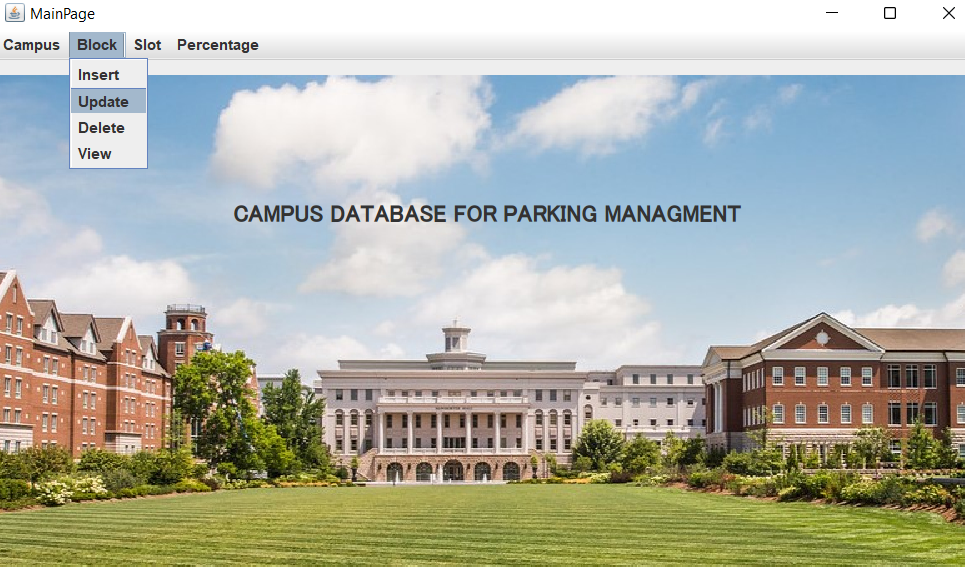 MainPage
Campus Block Slot Percentage
Insert
Update
Delete
View
CAMPUS DATABASE FOR PARKING MANAGMENT